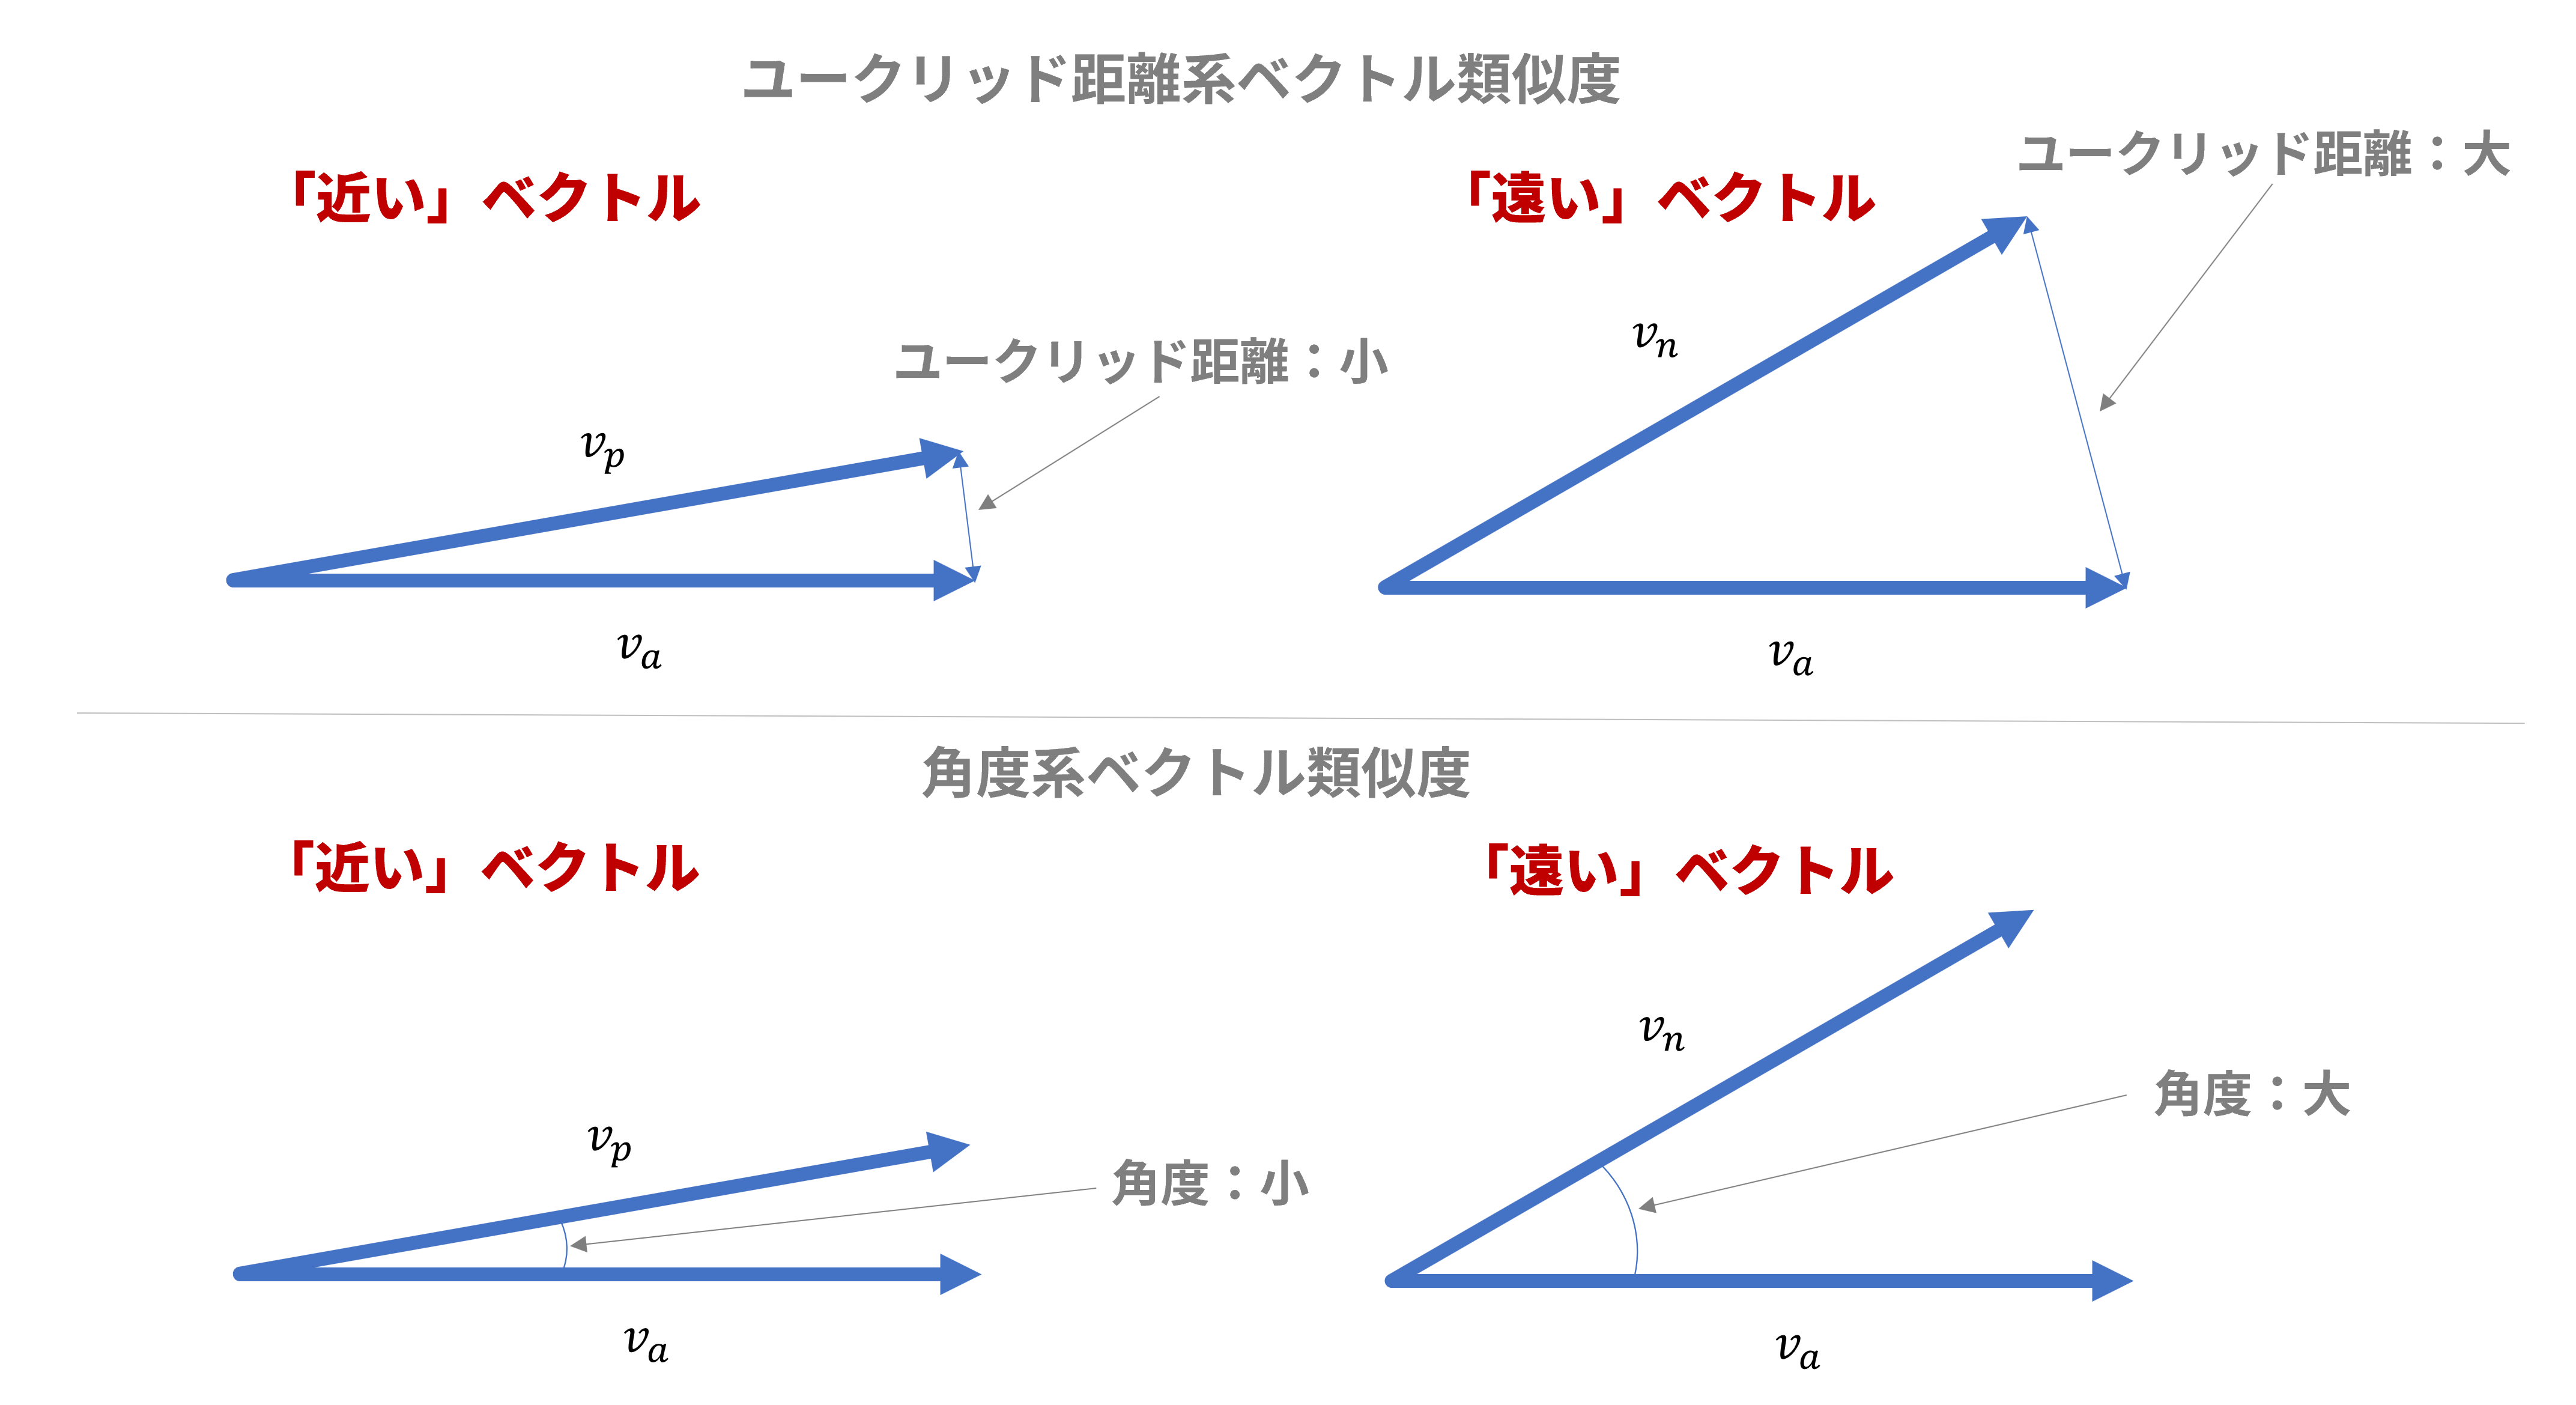 ユークリッド距離系ベクトル類似度
「近い」ベクトル
「遠い」ベクトル
ユークリッド距離：大
ユークリッド距離：小
v_n
v_p
v_a
v_a
角度系ベクトル類似度
「近い」ベクトル
「遠い」ベクトル
v_n
角度：大
v_p
角度：小
v_a
v_a